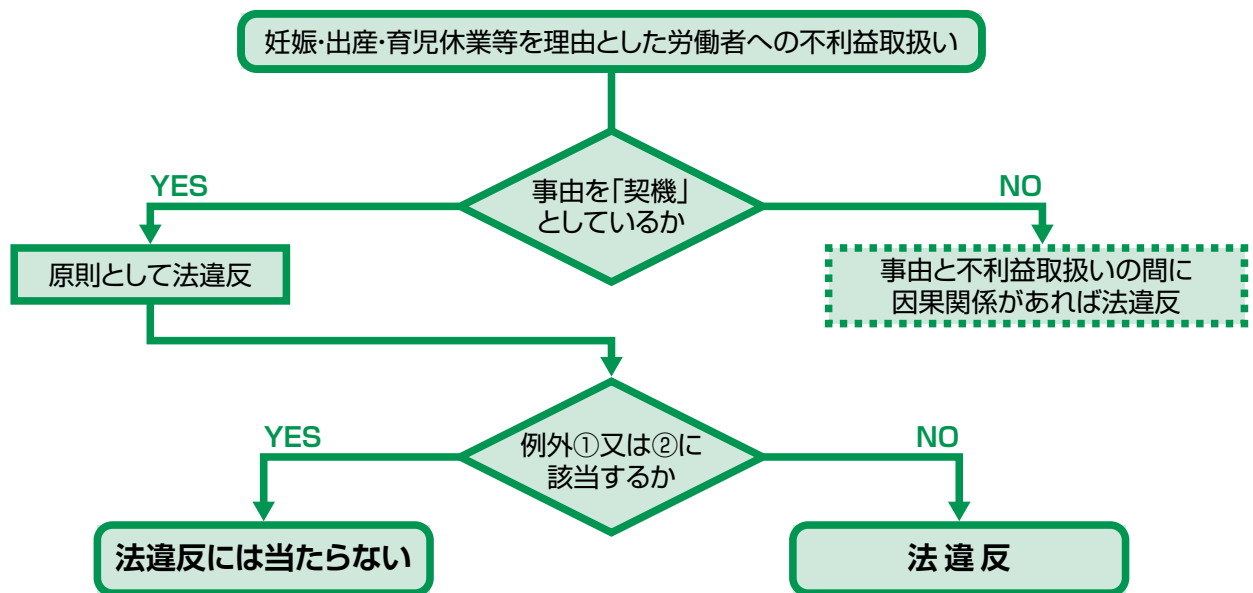 妊娠・出産・育児休業等を理由とした労働者への不利益取扱い
事由を「契機」
としているか
YES
NO
原則として法違反
事由と不利益取扱いの間に
因果関係があれば法違反
例外①又は②に
該当するか
YES
NO
法違反には当たらない
法違反